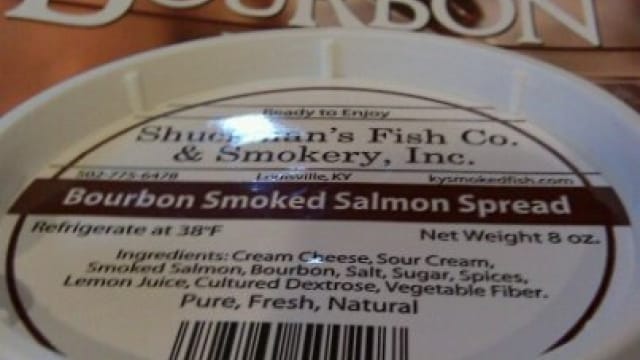 BOURBON
Ready to Enjoy
& Smokery, Inc.
Fish Co.
502-775-6478 Louisville, KY kysmokedfish.com
Bourbon Smoked Salmon Spread
Refrigerate at 38°F Net Weight 8 oz.
Ingredients: Cream Cheese, Sour Cream,
Smoked Salmon, Bourbon, Salt, Sugar, Spices,
Lemon Juice, Cultured Dextrose, Vegetable Fiber.
Pure, Fresh, Natural